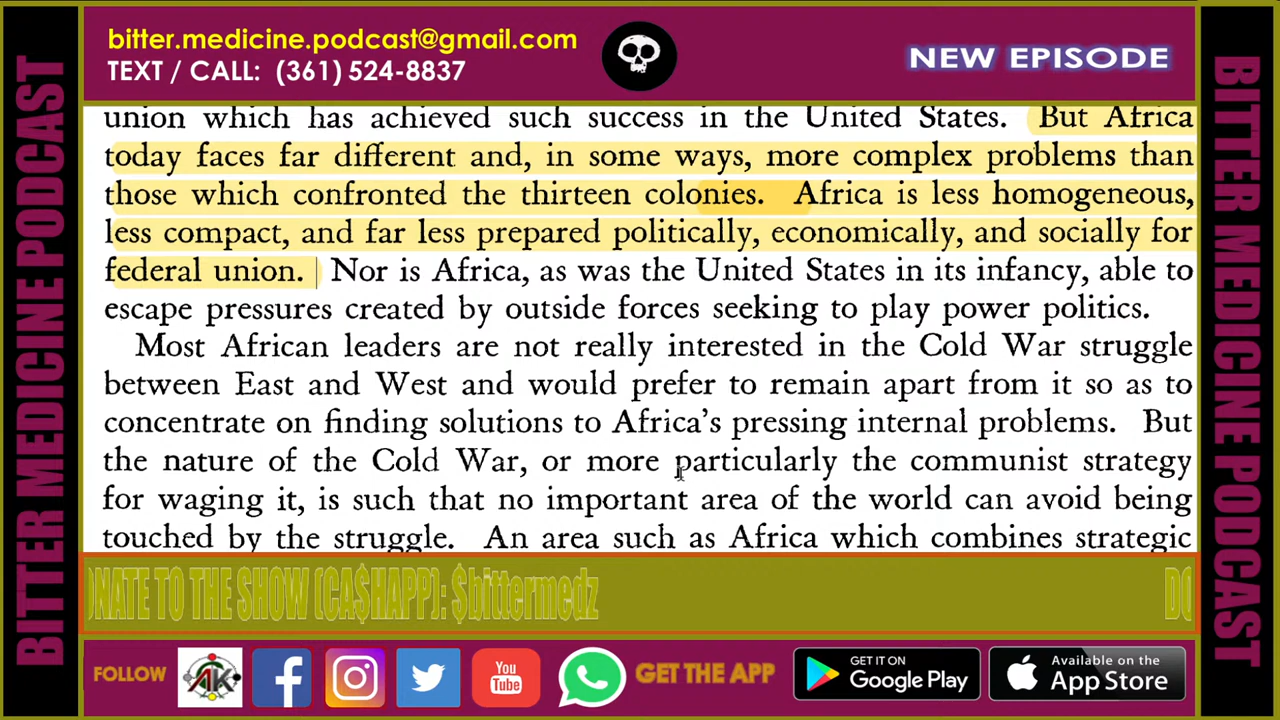 bitter.medicine.podcast@gmail.com
TEXT / CALL: (361) 524-8837
NEW EPISODE
BITTER MEDICINE PODCAST
union which has achieved such success in the United States. But Africa
today faces far different and, in some ways, more complex problems than
those which confronted the thirteen colonies. Africa is less homogeneous,
less compact, and far less prepared politically, economically, and socially for
federal union. Nor is Africa, as was the United States in its infancy, able to
escape pressures created by outside forces seeking to play power politics.
Most African leaders are not really interested in the Cold War struggle
between East and West and would prefer to remain apart from it so as to
concentrate on finding solutions to Africa's pressing internal problems. But
the nature of the Cold War, or more particularly the communist strategy
for waging it, is such that no important area of the world can avoid being
touched by the struggle. An area such as Africa which combines strategic
BITTER MEDICINE PODCAST
NATE TO THE SHOW (CA$HAPP): $bittermedz
FOLLOW
You
Tube
GET THE APP
GET IT ON
Google Play
Available on the
App Store